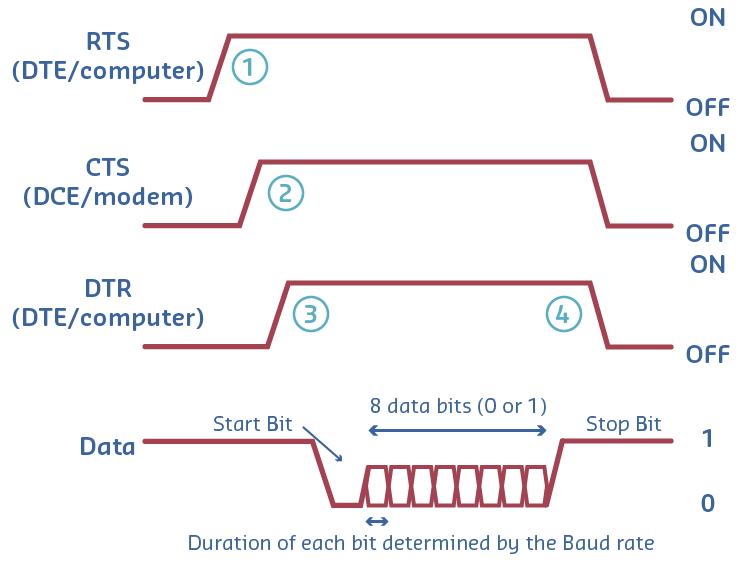 ON
RTS
(DTE/computer)
1
OFF
ON
CTS
(DCE/modem)
2
OFF
ON
DTR
(DTE/computer)
3
4
OFF
8 data bits (0 or 1)
Start Bit
Stop Bit
Data
1
0
Duration of each bit determined by the Baud rate